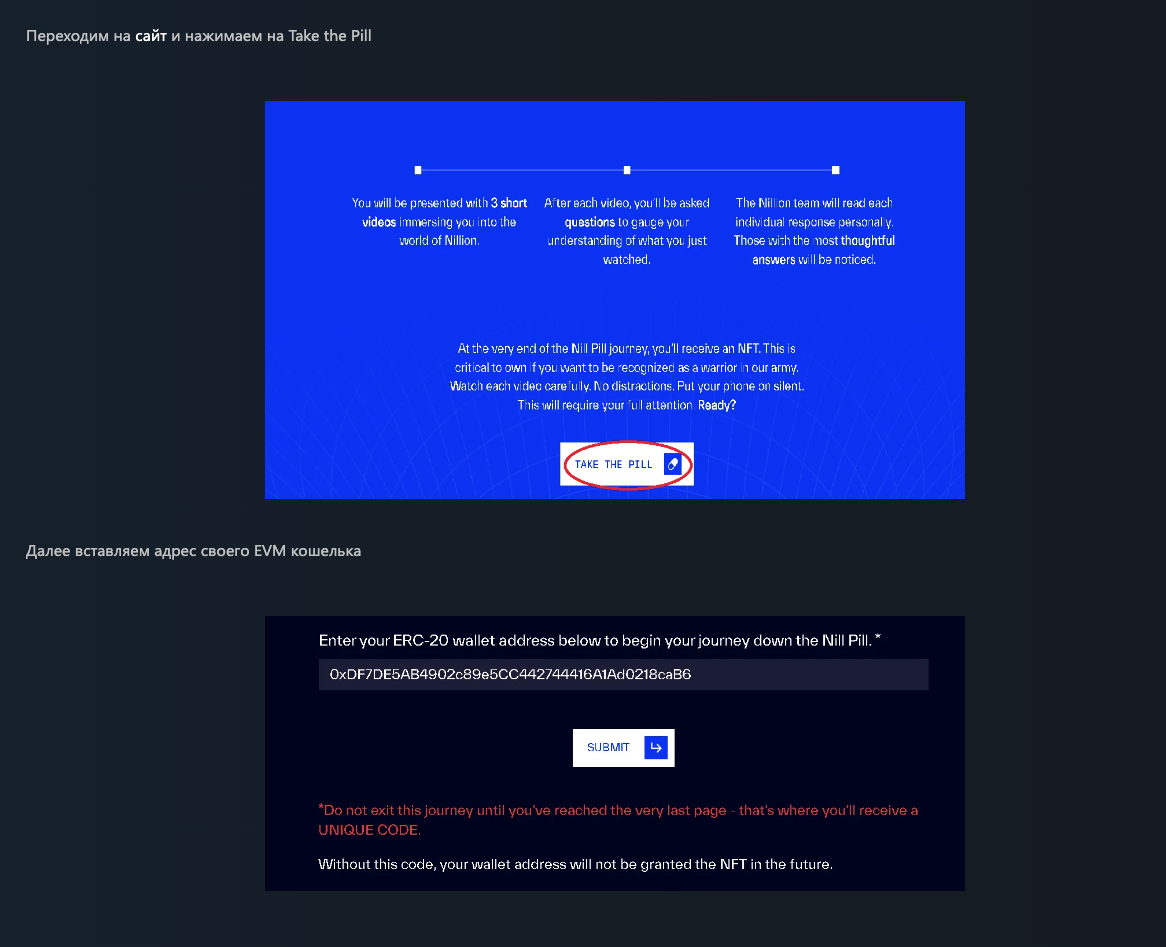 Переходим на сайт и нажимаем на Take the Pill
You will be presented with 3 short
videos immersing you into the
world of Nillion.
After each video, you'll be asked
questions to gauge your
understanding of what you just
watched.
The Nillion team will read each
individual response personally.
Those with the most thoughtful
answers will be noticed.
At the very end of the Nill Pill journey, you'll receive an NFT. This is
critical to own if you want to be recognized as a warrior in our army.
Watch each video carefully. No distractions. Put your phone on silent.
This will require your full attention. Ready?
TAKE THE PILL
Далее вставляем адрес своего EVM кошелька
Enter your ERC-20 wallet address below to begin your journey down the Nill Pill. *
0xDF7DE5AB4902c89e5CC442744416A1Ad0218caB6
SUBMIT
*Do not exit this journey until you've reached the very last page - that's where you'll receive a
UNIQUE CODE.
Without this code, your wallet address will not be granted the NFT in the future.